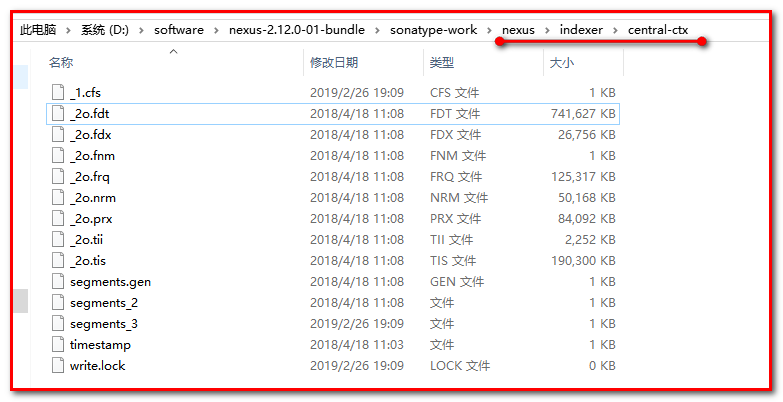 此电脑 > 系统 (D:) > software > nexus-2.12.0-01-bundle > sonatype-work > nexus > indexer > central-ctx
名称 修改日期 类型 大小
_1.cfs 2019/2/26 19:09 CFS 文件 1 KB
_2o.fdt 2018/4/18 11:08 FDT 文件 741,627 KB
_2o.fdx 2018/4/18 11:08 FDX 文件 26,756 KB
_2o.fnm 2018/4/18 11:08 FNM 文件 1 KB
_2o.frq 2018/4/18 11:08 FRQ 文件 125,317 KB
_2o.nrm 2018/4/18 11:08 NRM 文件 50,168 KB
_2o.prx 2018/4/18 11:08 PRX 文件 84,092 KB
_2o.tii 2018/4/18 11:08 TII 文件 2,252 KB
_2o.tis 2018/4/18 11:08 TIS 文件 190,300 KB
segments.gen 2018/4/18 11:08 GEN 文件 1 KB
segments_2 2018/4/18 11:08 文件 1 KB
segments_3 2019/2/26 19:09 文件 1 KB
timestamp 2018/4/18 11:03 文件 1 KB
write.lock 2019/2/26 19:09 LOCK 文件 0 KB